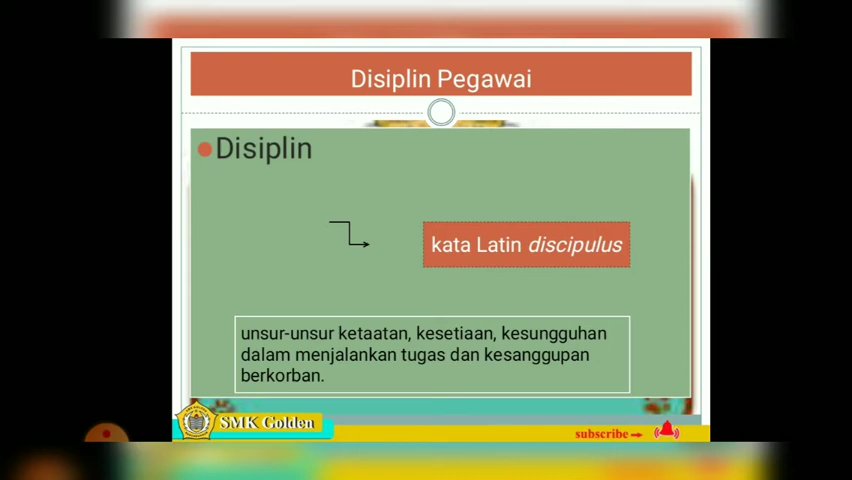 Disiplin Pegawai
Disiplin
kata Latin discipulus
unsur-unsur ketaatan, kesetiaan, kesungguhan
dalam menjalankan tugas dan kesanggupan
berkorban.
SMK Golden
subscribe